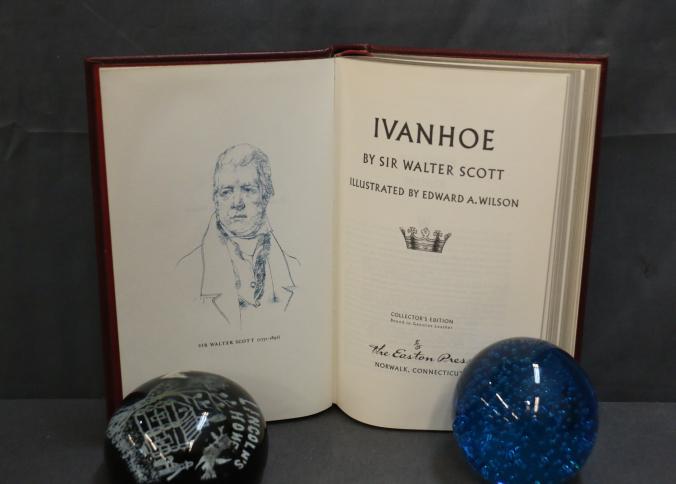 SIR WALTER SCOTT
IVANHOE
BY SIR WALTER SCOTT
ILLUSTRATED BY EDWARD A. WILSON
COLLECTOR'S EDITION
Bound in Genuine Leather
The Easton Pres
NORWALK, CONNECTICUT
LINCOLN'S
HOME